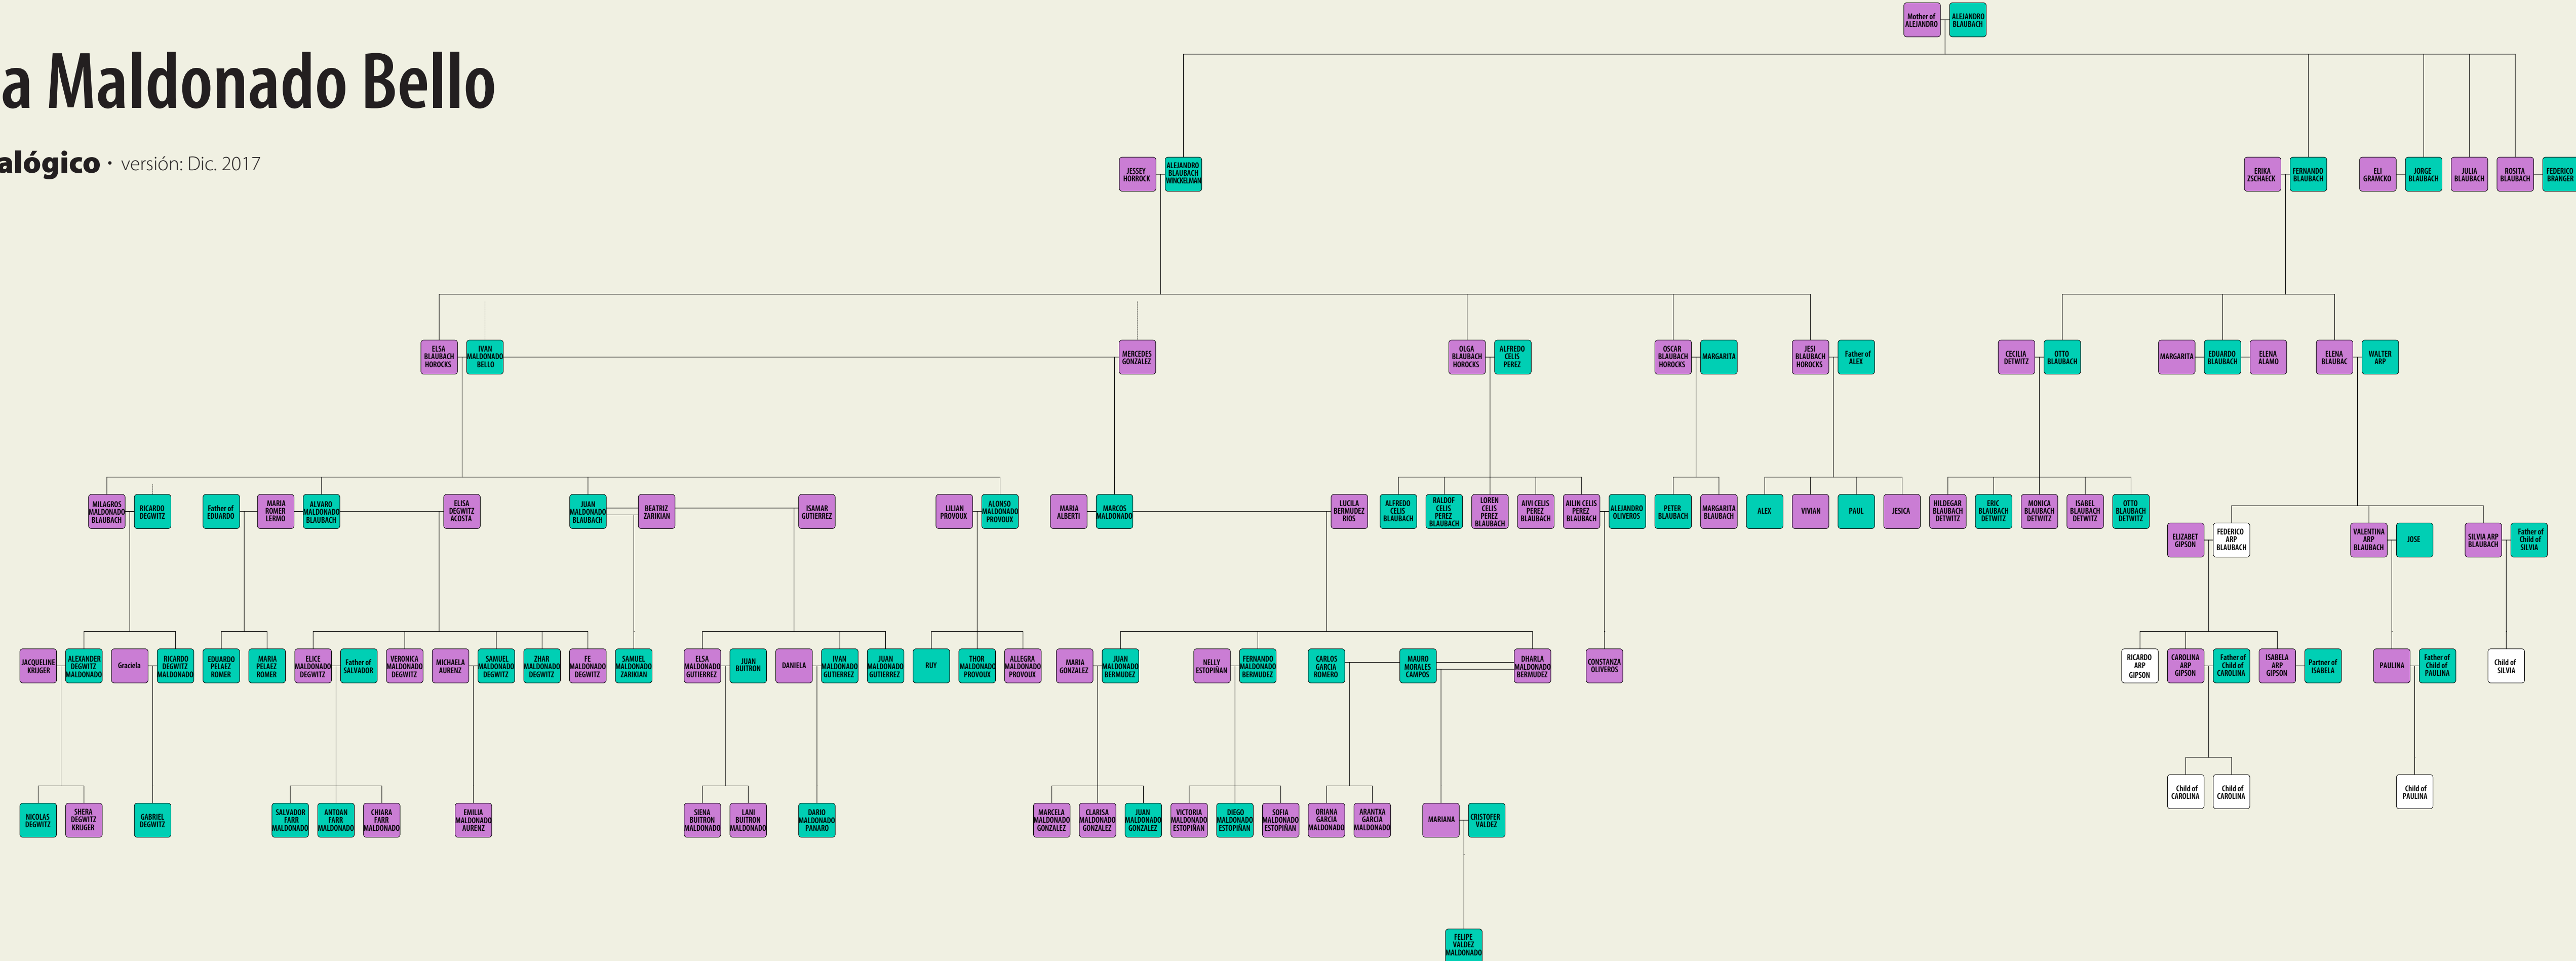 a Maldonado Bello
alógico · versión: Dic. 2017
Mother of
ALEJANDRO
ALEJANDRO
BLAUBACH
JESSEY
HORROCK
ALEJANDRO
BLAUBACH
WINCKELMAN
ERIKA
ZSCHAECK
FERNANDO
BLAUBACH
ELI
GRAMCKO
JORGE
BLAUBACH
JULIA
BLAUBACH
ROSITA
BLAUBACH
FEDERICO
BRANGER
ELSA
BLAUBACH
HOROCKS
IVAN
MALDONADO
BELLO
MERCEDES
GONZALEZ
OLGA
BLAUBACH
HOROCKS
ALFREDO
CELIS
PEREZ
OSCAR
BLAUBACH
HOROCKS
MARGARITA
JESI
BLAUBACH
HOROCKS
Father of
ALEX
CECILIA
DETWITZ
OTTO
BLAUBACH
MARGARITA
EDUARDO
BLAUBACH
ELENA
ALAMO
ELENA
BLAUBAC
WALTER
ARP
MILAGROS
MALDONADO
BLAUBACH
RICARDO
DEGWITZ
Father of
EDUARDO
MARIA
ROMER
LERMO
ALVARO
MALDONADO
BLAUBACH
ELISA
DEGWITZ
ACOSTA
JUAN
MALDONADO
BLAUBACH
BEATRIZ
ZARIKIAN
ISAMAR
GUTIERREZ
LILIAN
PROVOUX
ALONSO
MALDONADO
PROVOUX
MARIA
ALBERTI
MARCOS
MALDONADO
LUCILA
BERMUDEZ
RIOS
ALFREDO
CELIS
BLAUBACH
RALDOF
CELIS
PEREZ
BLAUBACH
LOREN
CELIS
PEREZ
BLAUBACH
AIVI CELIS
PEREZ
BLAUBACH
AILIN CELIS
PEREZ
BLAUBACH
ALEJANDRO
OLIVEROS
PETER
BLAUBACH
MARGARITA
BLAUBACH
ALEX
VIVIAN
PAUL
JESICA
HILDEGAR
BLAUBACH
DETWITZ
ERIC
BLAUBACH
DETWITZ
MONICA
BLAUBACH
DETWITZ
ISABEL
BLAUBACH
DETWITZ
OTTO
BLAUBACH
DETWITZ
ELIZABET
GIPSON
FEDERICO
ARP
BLAUBACH
VALENTINA
ARP
BLAUBACH
JOSE
SILVIA ARP
BLAUBACH
Father of
Child of
SILVIA
JACQUELINE
KRUGER
ALEXANDER
DEGWITZ
MALDONADO
Graciela
RICARDO
DEGWITZ
MALDONADO
EDUARDO
PELAEZ
ROMER
MARIA
PELAEZ
ROMER
ELICE
MALDONADO
DEGWITZ
Father of
SALVADOR
VERONICA
MALDONADO
DEGWITZ
MICHAELA
AURENZ
SAMUEL
MALDONADO
DEGWITZ
ZHAR
MALDONADO
DEGWITZ
FE
MALDONADO
DEGWITZ
SAMUEL
MALDONADO
ZARIKIAN
ELSA
MALDONADO
GUTIERREZ
JUAN
BUITRON
DANIELA
IVAN
MALDONADO
GUTIERREZ
JUAN
MALDONADO
GUTIERREZ
RUY
THOR
MALDONADO
PROVOUX
ALLEGRA
MALDONADO
PROVOUX
MARIA
GONZALEZ
JUAN
MALDONADO
BERMUDEZ
NELLY
ESTOPIÑAN
FERNANDO
MALDONADO
BERMUDEZ
CARLOS
GARCIA
ROMERO
MAURO
MORALES
CAMPOS
DHARLA
MALDONADO
BERMUDEZ
CONSTANZA
OLIVEROS
RICARDO
ARP
GIPSON
CAROLINA
ARP
GIPSON
Father of
Child of
CAROLINA
ISABELA
ARP
GIPSON
Partner of
ISABELA
PAULINA
Father of
Child of
PAULINA
Child of
SILVIA
NICOLAS
DEGWITZ
SHERA
DEGWITZ
KRUGER
GABRIEL
DEGWITZ
SALVADOR
FARR
MALDONADO
ANTOAN
FARR
MALDONADO
CHIARA
FARR
MALDONADO
EMILIA
MALDONADO
AURENZ
SIENA
BUITRON
MALDONADO
LANI
BUITRON
MALDONADO
DARIO
MALDONADO
PANARO
MARCELA
MALDONADO
GONZALEZ
CLARISA
MALDONADO
GONZALEZ
JUAN
MALDONADO
GONZALEZ
VICTORIA
MALDONADO
ESTOPIÑAN
DIEGO
MALDONADO
ESTOPIÑAN
SOFIA
MALDONADO
ESTOPIÑAN
ORIANA
GARCIA
MALDONADO
ARANTXA
GARCIA
MALDONADO
MARIANA
CRISTOFER
VALDEZ
Child of
CAROLINA
Child of
CAROLINA
Child of
PAULINA
FELIPE
VALDEZ
MALDONADO